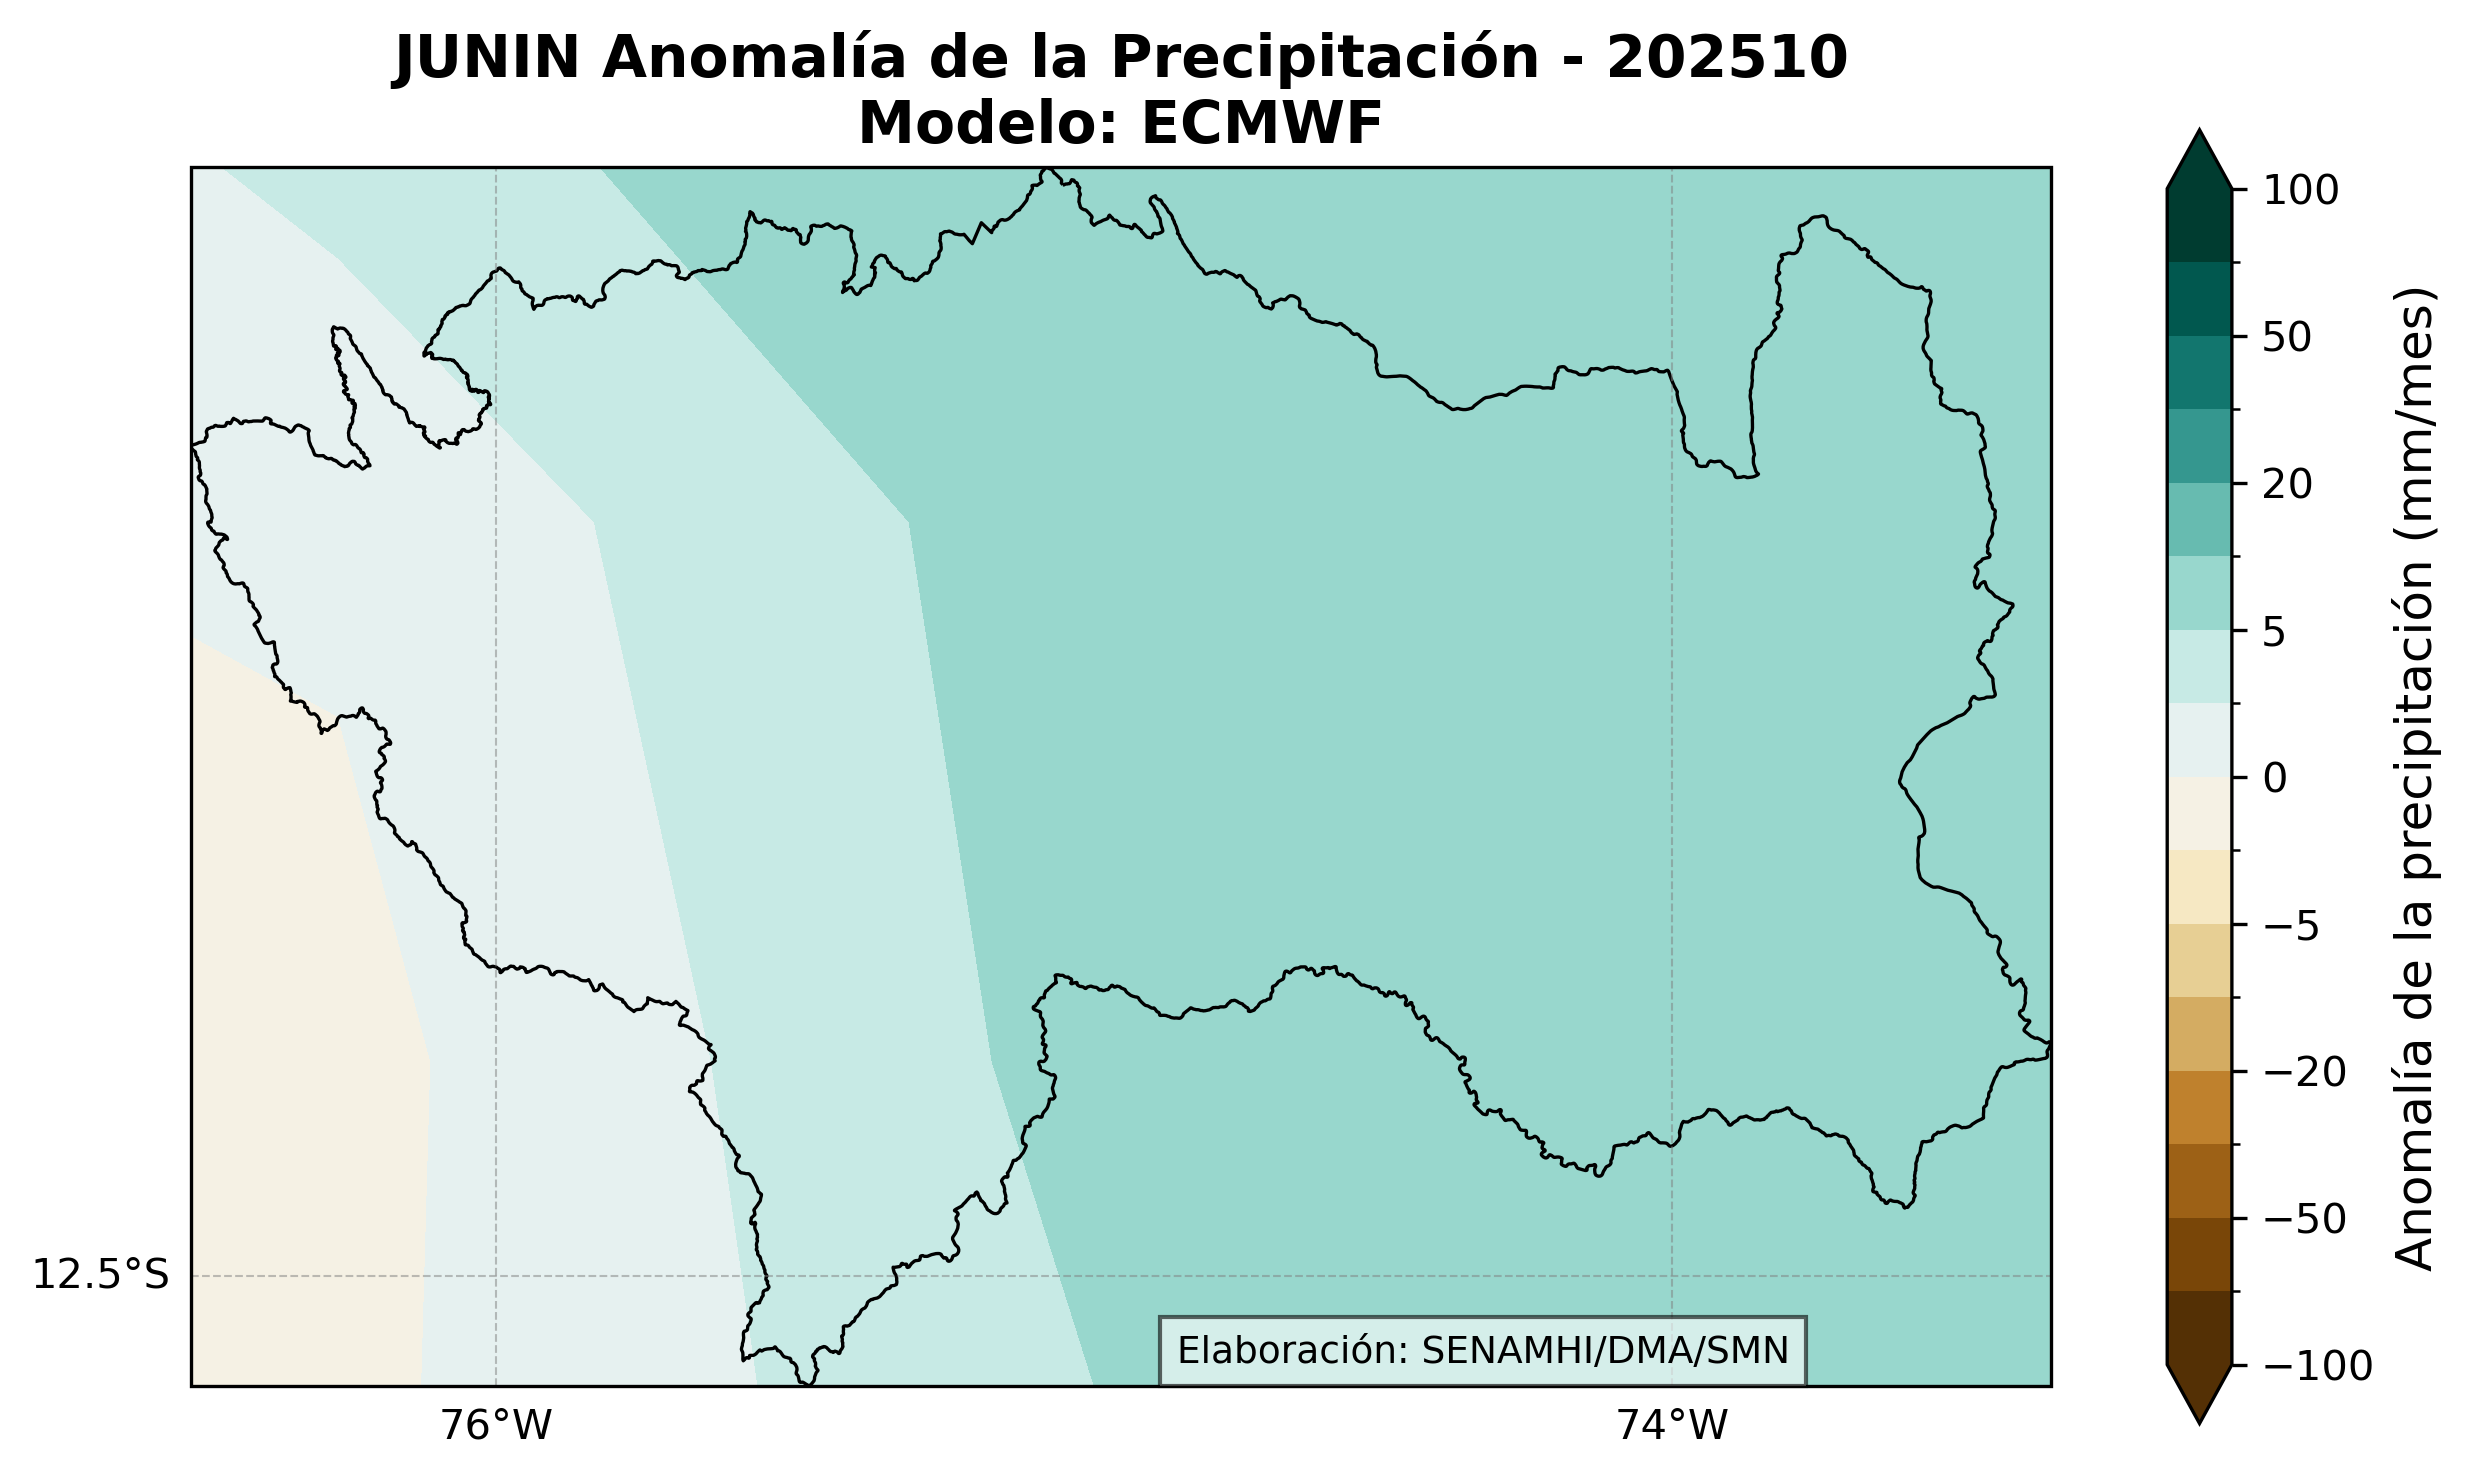 JUNIN Anomalía de la Precipitación - 202510
Modelo: ECMWF
100
50
20
5
0
−5
−20
−50
−100
Anomalía de la precipitación (mm/mes)
12.5°S
Elaboración: SENAMHI/DMA/SMN
76°W
74°W